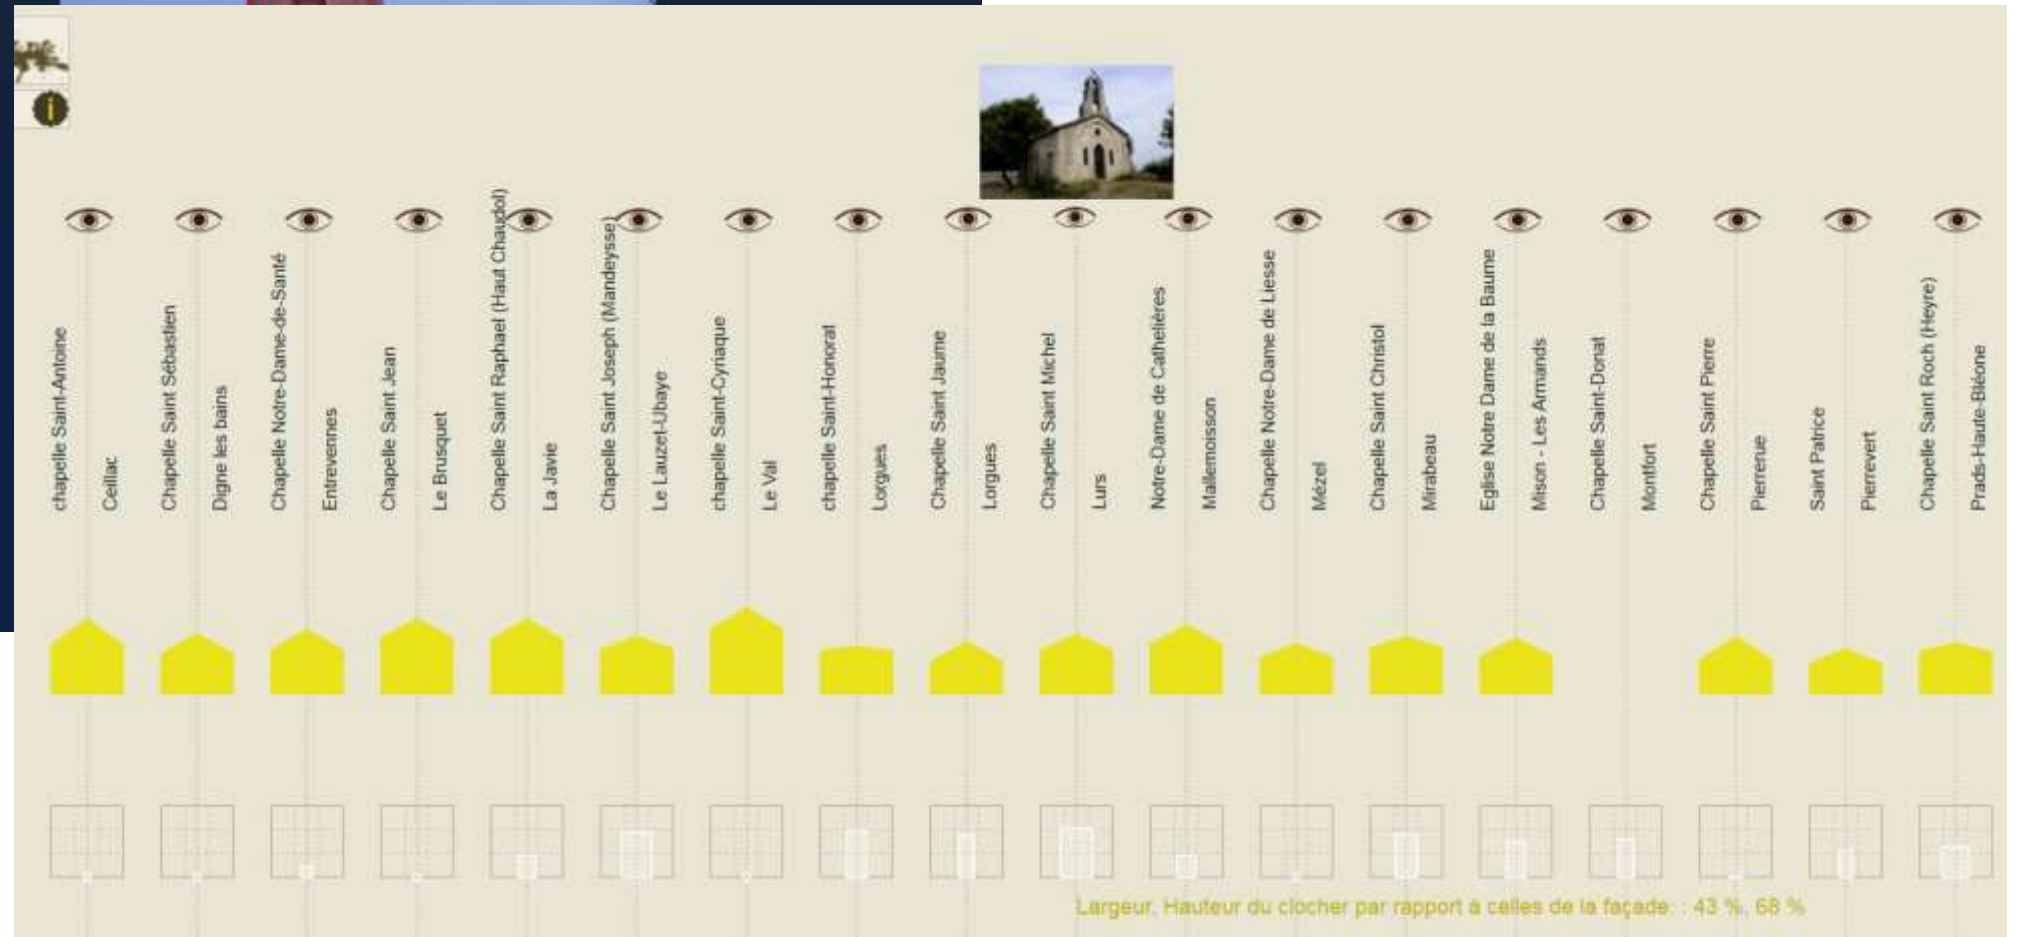 i
chapelle Saint-Antoine
Ceillac
Chapelle Saint Sébastien
Digne les bains
Chapelle Notre-Dame-de-Santé
Entrevennes
Chapelle Saint Jean
Le Brusquet
Chapelle Saint Raphael (Haut Chaudol)
La Javie
Chapelle Saint Joseph (Mandeysse)
Le Lauzet-Ubaye
chapelle Saint-Cyriaque
Le Val
chapelle Saint-Honorat
Lorgues
Chapelle Saint Jaume
Lorgues
Chapelle Saint Michel
Lurs
Notre-Dame de Cathelières
Mallemoisson
Chapelle Notre-Dame de Liesse
Mézel
Chapelle Saint Christol
Mirabeau
Eglise Notre Dame de la Baume
Mison - Les Armands
Chapelle Saint-Donat
Montfort
Chapelle Saint Pierre
Pierrerue
Saint Patrice
Pierrevert
Chapelle Saint Roch (Heyre)
Prads-Haute-Bléone
Largeur, Hauteur du clocher par rapport à celles de la façade: : 43 %, 68 %